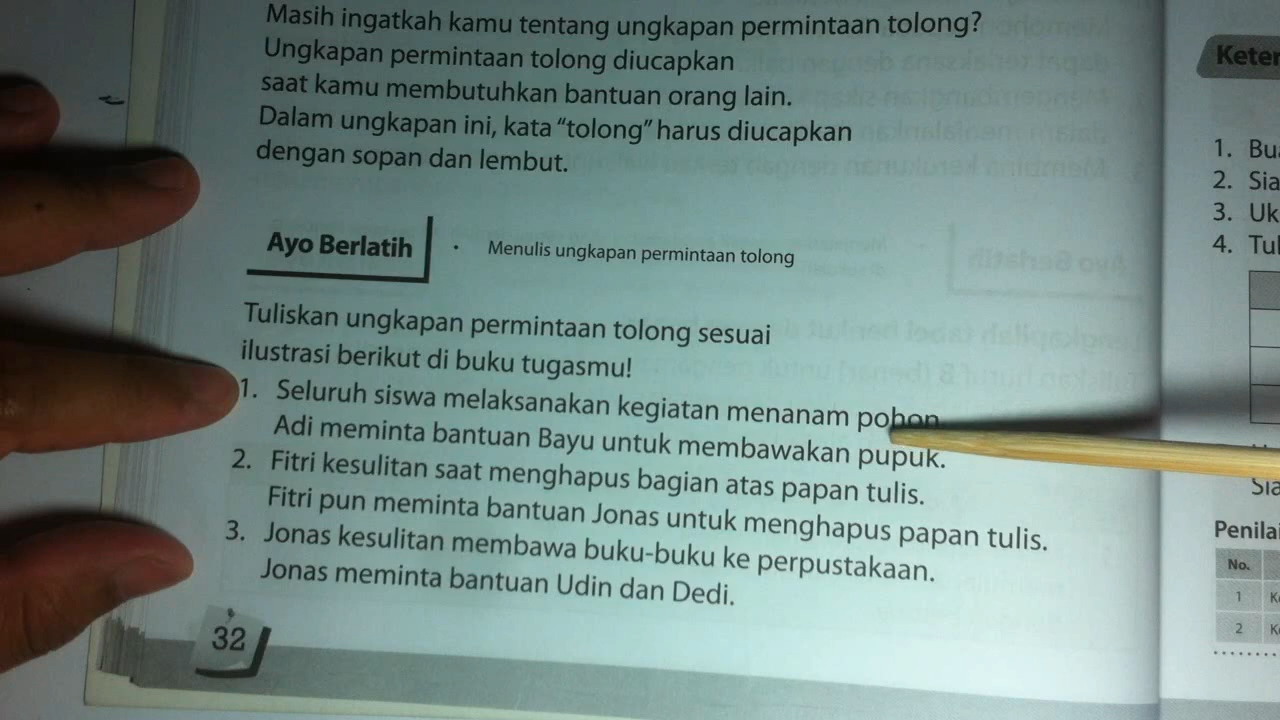 Masih ingatkah kamu tentang ungkapan permintaan tolong?
Ungkapan permintaan tolong diucapkan
saat kamu membutuhkan bantuan orang lain.
Dalam ungkapan ini, kata “tolong” harus diucapkan
dengan sopan dan lembut.
Ayo Berlatih • Menulis ungkapan permintaan tolong
Tuliskan ungkapan permintaan tolong sesuai
ilustrasi berikut di buku tugasmu!
1. Seluruh siswa melaksanakan kegiatan menanam pohon.
Adi meminta bantuan Bayu untuk membawakan pupuk.
2. Fitri kesulitan saat menghapus bagian atas papan tulis.
Fitri pun meminta bantuan Jonas untuk menghapus papan tulis.
3. Jonas kesulitan membawa buku-buku ke perpustakaan.
Jonas meminta bantuan Udin dan Dedi.
32
1.
2.
3.
4.
No.
1
2